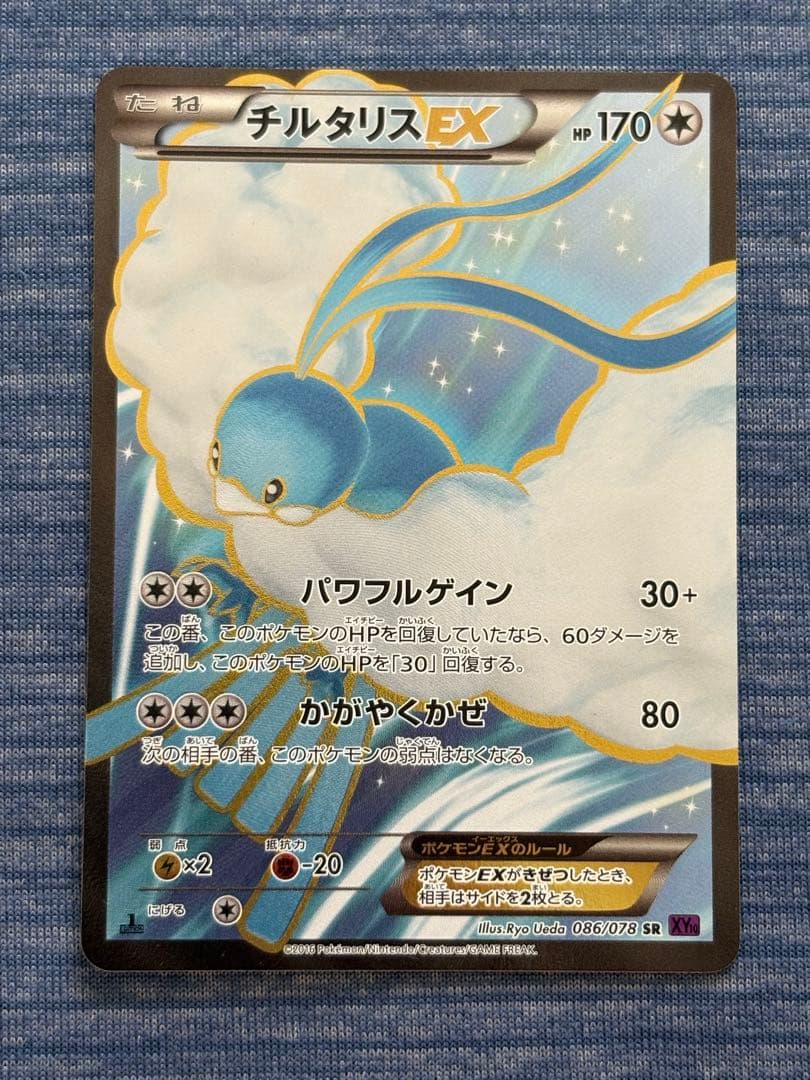 たね チルタリスEX HP170
パワフルゲイン 30+
この番、このポケモンのHPを回復していたなら、60ダメージを
追加し、このポケモンのHPを「30」回復する。
かがやくかぜ 80
次の相手の番、このポケモンの弱点はなくなる。
弱点 抵抗力
×2 -20
にげる
ポケモンEXのルール
ポケモンEXがきぜつしたとき、
相手はサイドを2枚とる。
Illus.Ryo Ueda 086/078 SR XY10
©2016 Pokémon/Nintendo/Creatures/GAME FREAK.